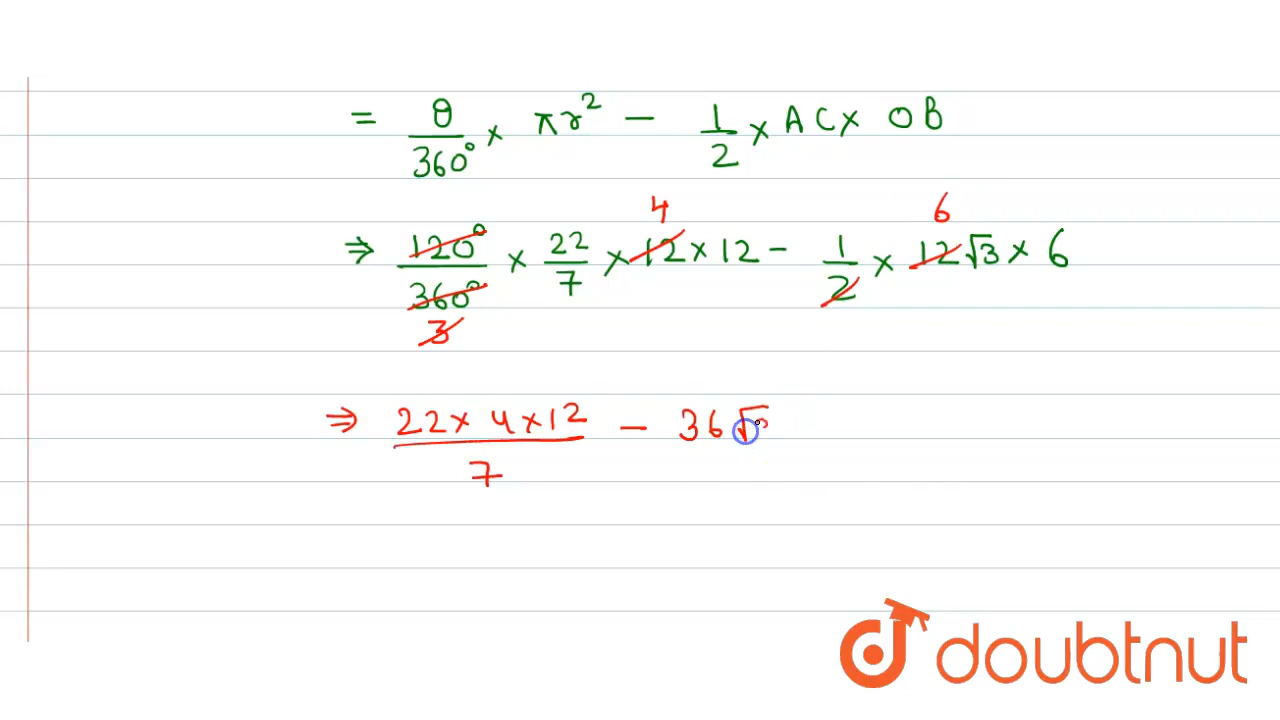 = θ/360° × πr² − 1/2 × AC × OB
4 6
⇒ 120°/360° × 22/7 × 12 × 12 − 1/2 × 12√3 × 6
3
⇒ 22 × 4 × 12/7 − 36√3
doubtnut